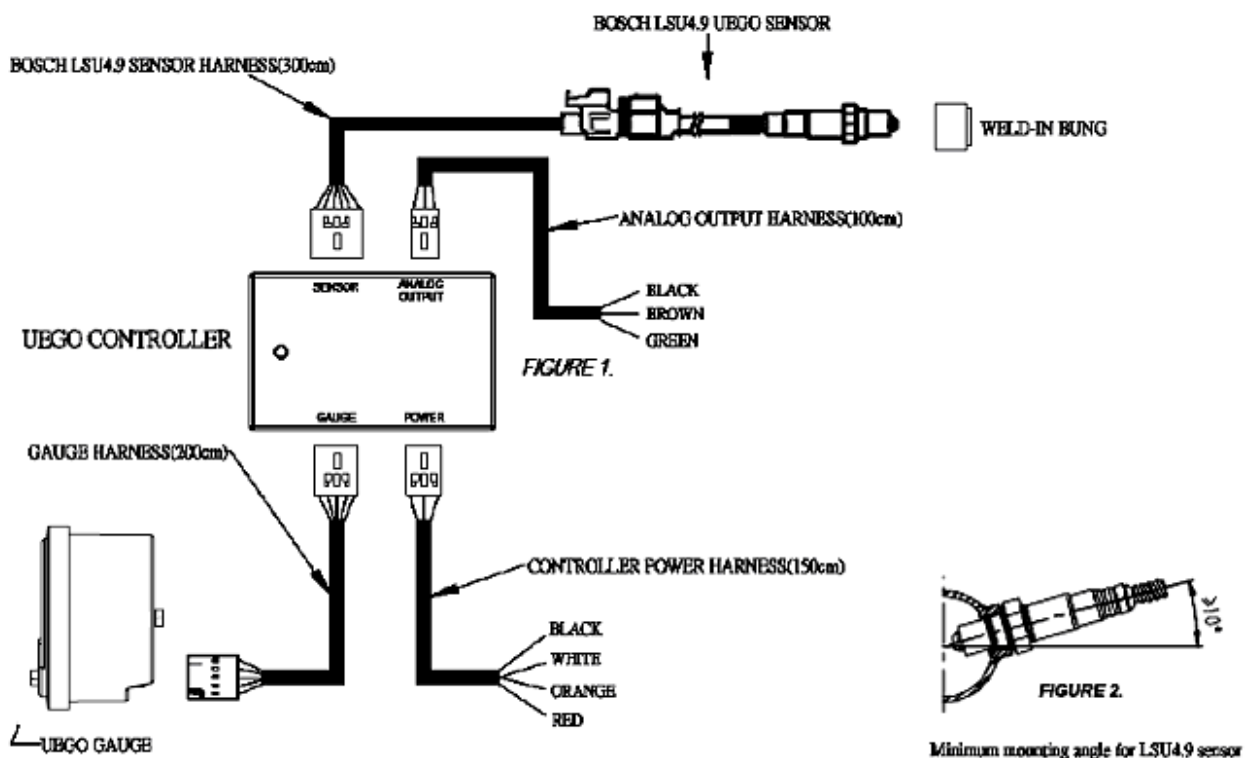 BOSCH LSU4.9 UEGO SENSOR
BOSCH LSU4.9 SENSOR HARNESS(300cm)
WELD-IN BUNG
ANALOG OUTPUT HARNESS(100cm)
SENSOR
ANALOG
OUTPUT
BLACK
BROWN
GREEN
UEGO CONTROLLER
FIGURE 1.
GAUGE
POWER
GAUGE HARNESS(200cm)
CONTROLLER POWER HARNESS(150cm)
BLACK
WHITE
ORANGE
RED
FIGURE 2.
UEGO GAUGE
Minimum mounting angle for LSU4.9 sensor